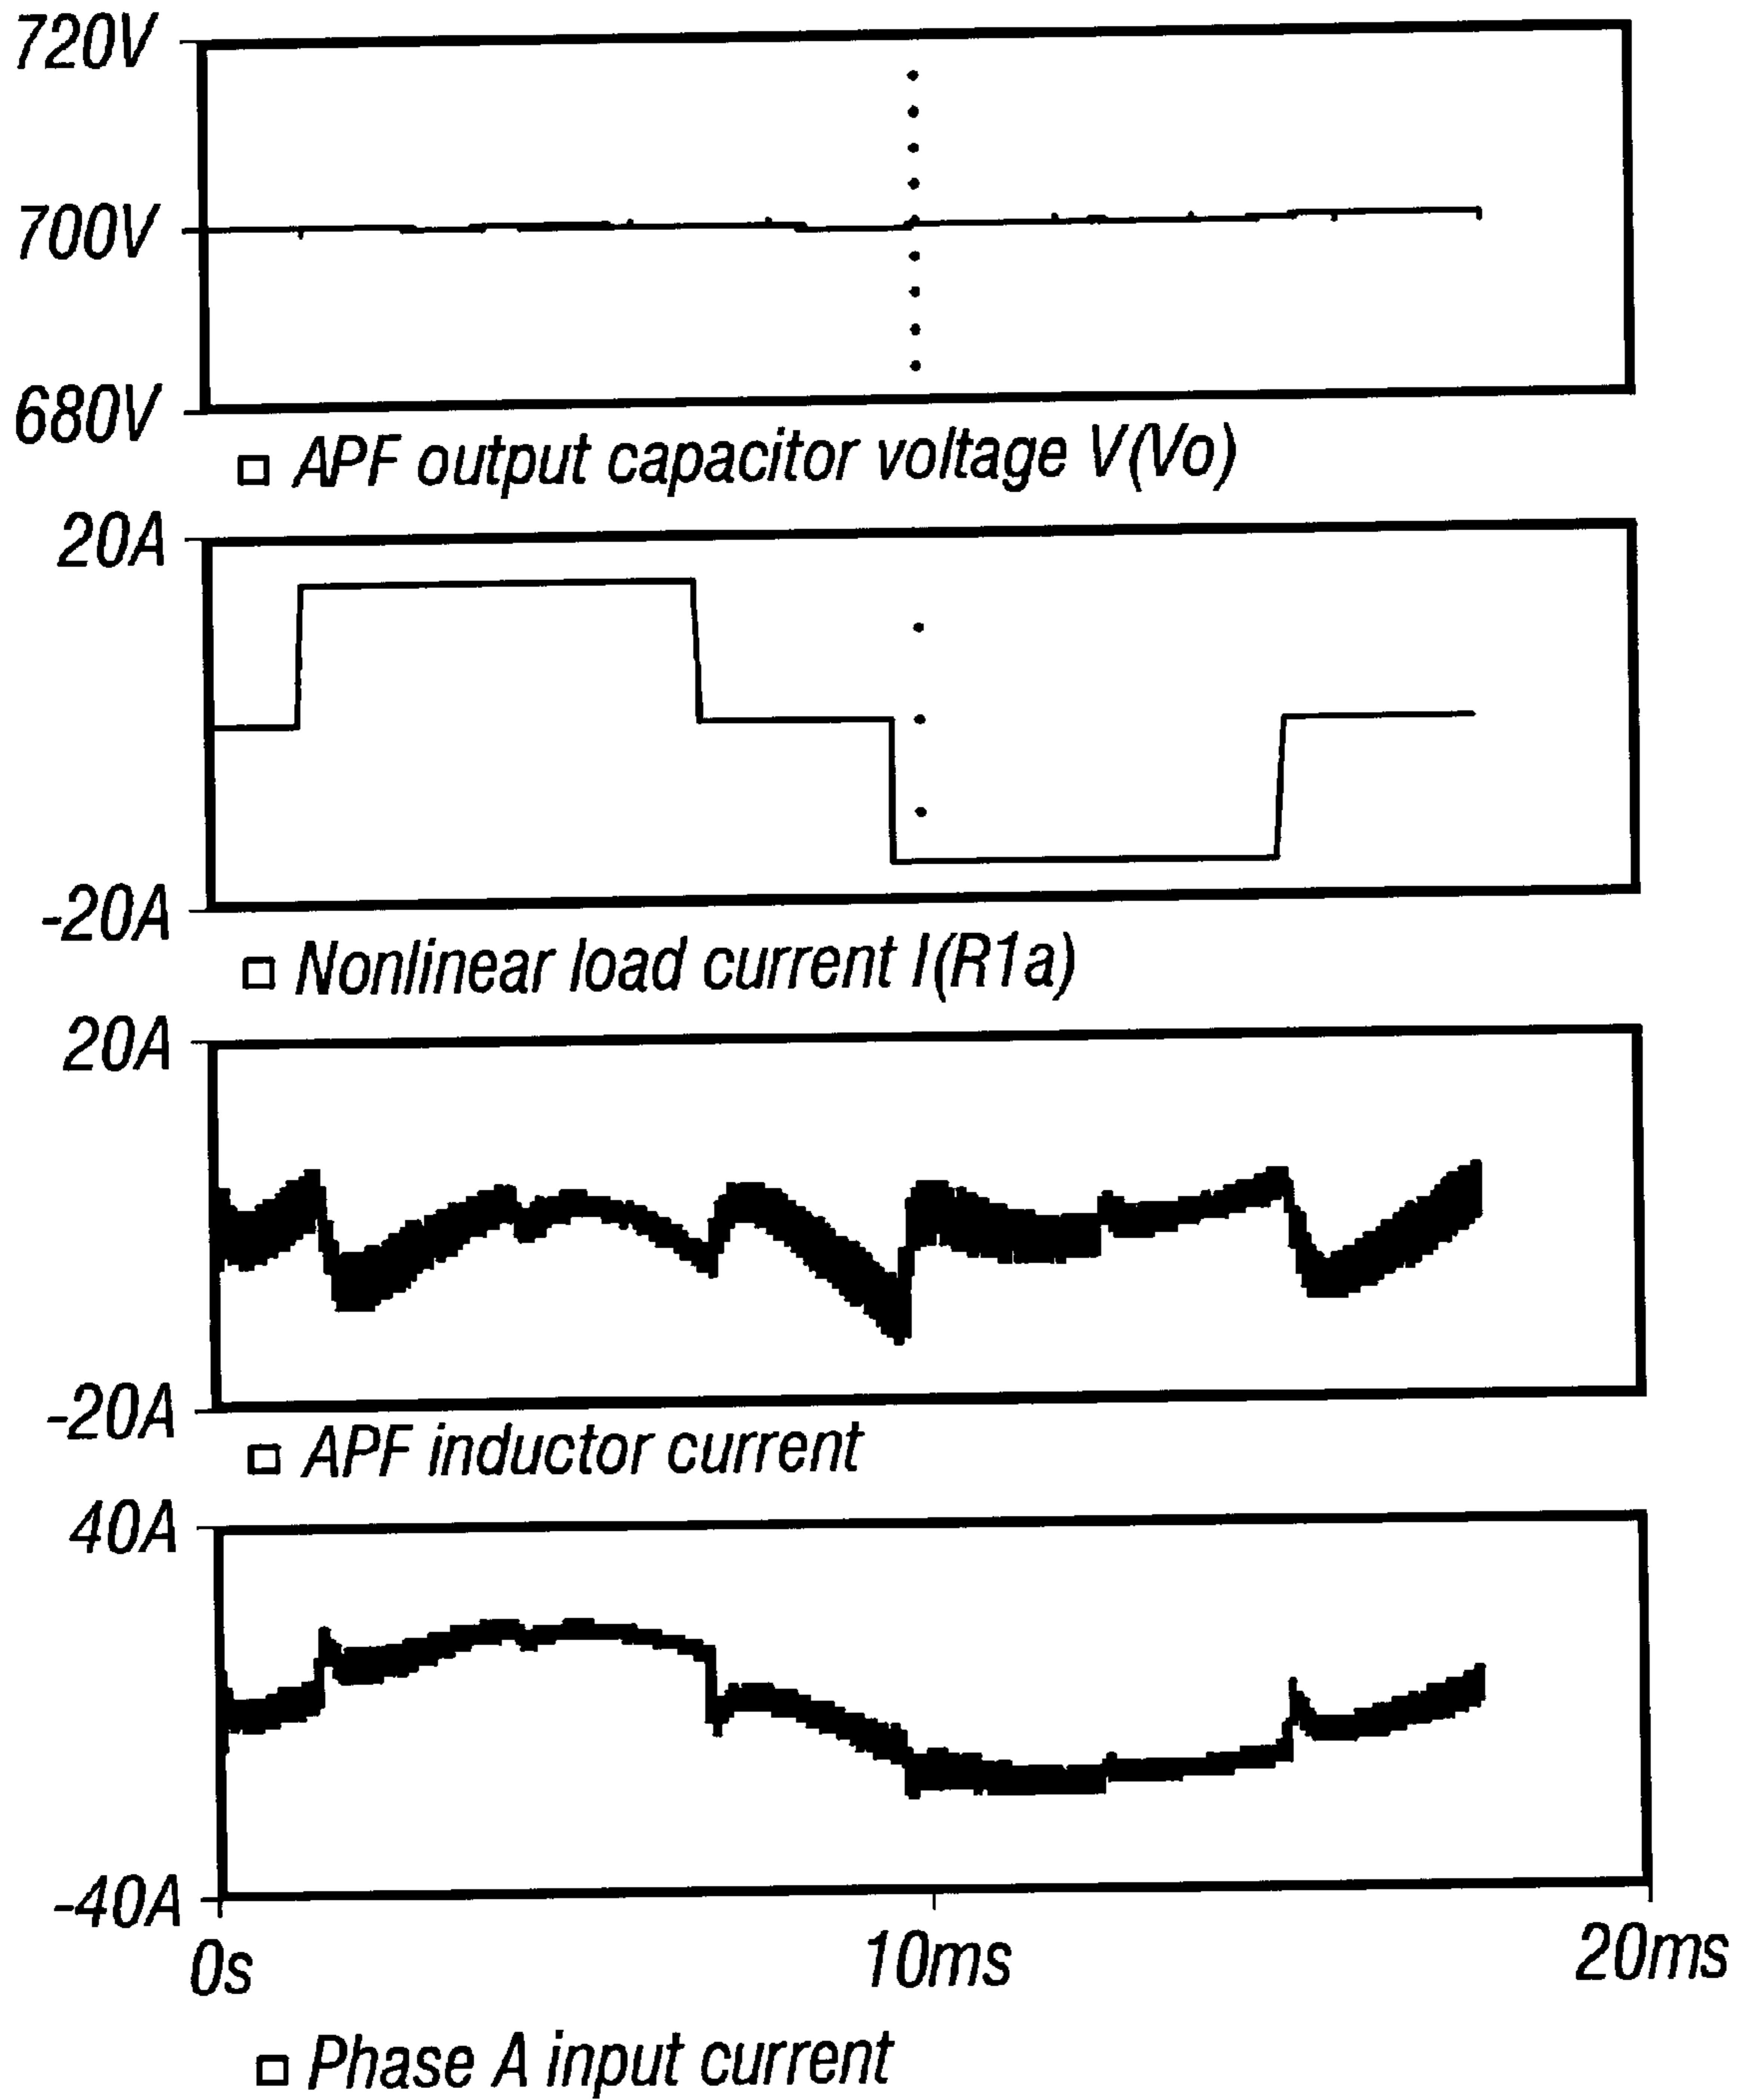 720V
700V
680V
APF output capacitor voltage V(Vo)
20A
-20A
Nonlinear load current I(R1a)
20A
-20A
APF inductor current
40A
-40A
0s 10ms 20ms
Phase A input current